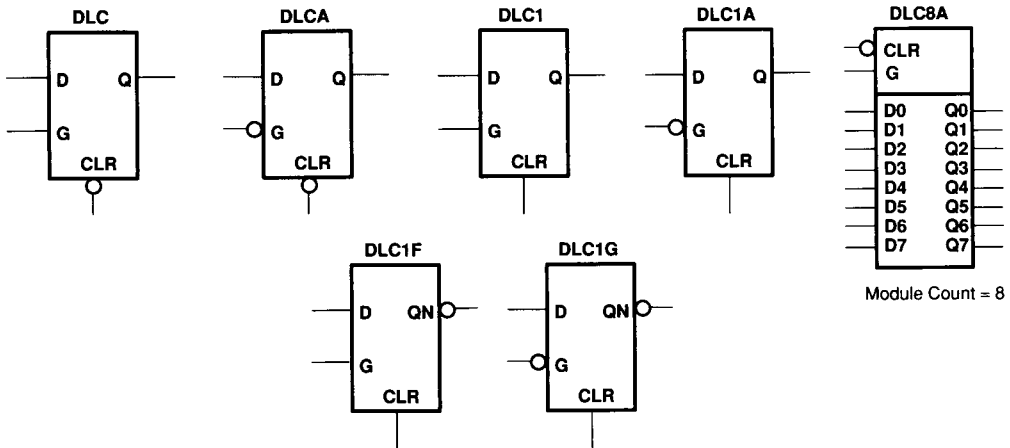 DLC
D Q
G
CLR
DLCA
D Q
G
CLR
DLC1
D Q
G
CLR
DLC1A
D Q
G
CLR
DLC8A
CLR
G
D0 Q0
D1 Q1
D2 Q2
D3 Q3
D4 Q4
D5 Q5
D6 Q6
D7 Q7
Module Count = 8
DLC1F
D QN
G
CLR
DLC1G
D QN
G
CLR